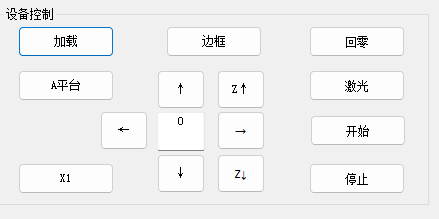 设备控制
加载
边框
回零
A平台
↑
Z↑
激光
←
0
→
开始
X1
↓
Z↓
停止